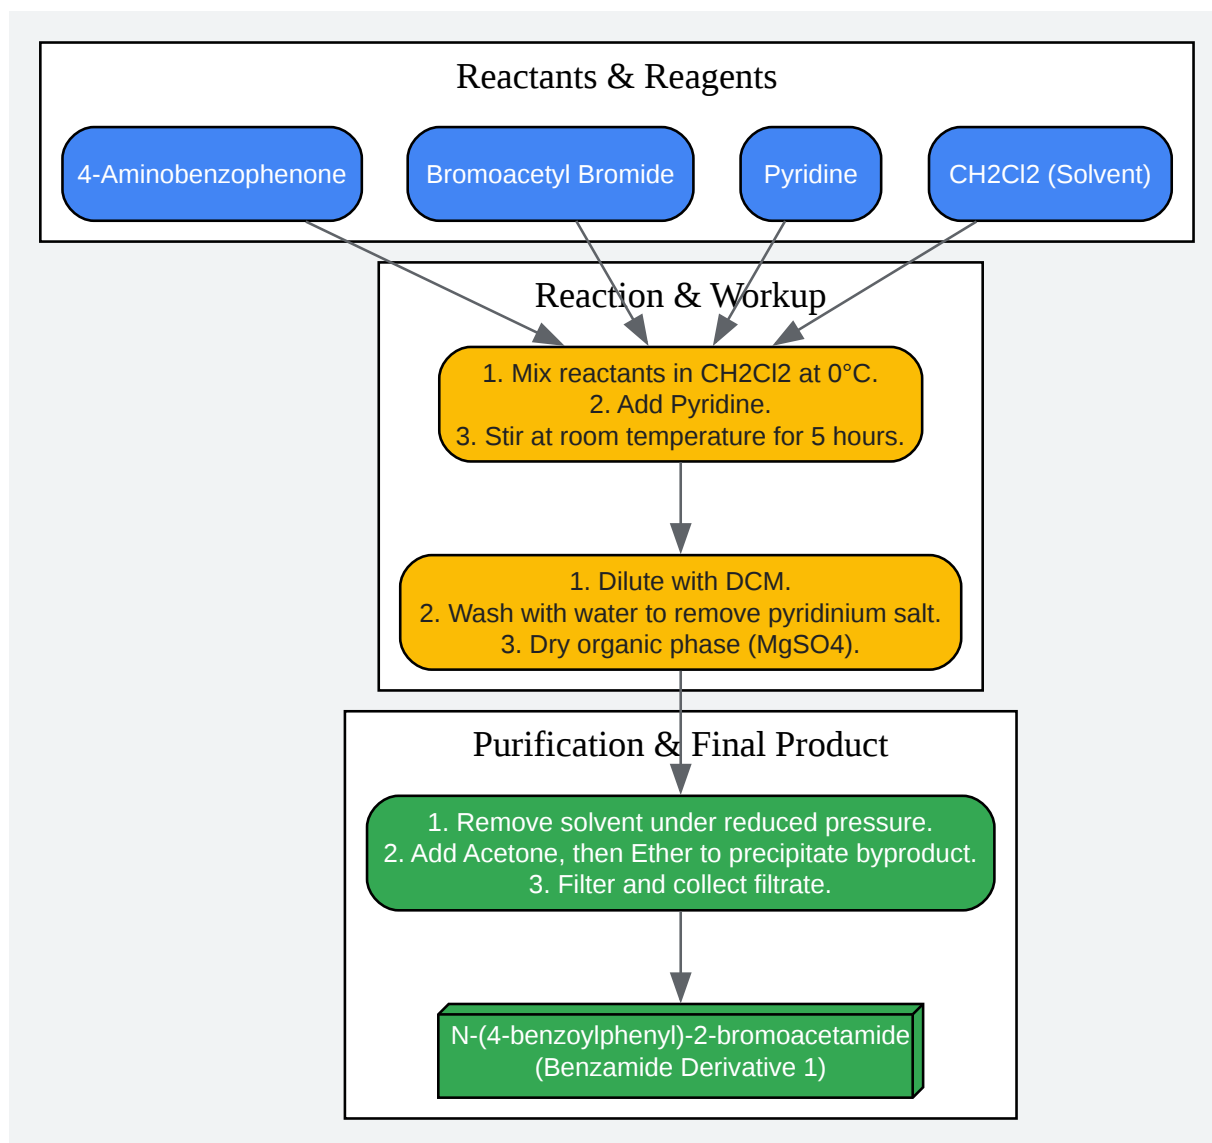 Reactants & Reagents
4-Aminobenzophenone
Bromoacetyl Bromide
Pyridine
CH2Cl2 (Solvent)
Reaction & Workup
1. Mix reactants in CH2Cl2 at 0°C.
2. Add Pyridine.
3. Stir at room temperature for 5 hours.
1. Dilute with DCM.
2. Wash with water to remove pyridinium salt.
3. Dry organic phase (MgSO4).
Purification & Final Product
1. Remove solvent under reduced pressure.
2. Add Acetone, then Ether to precipitate byproduct.
3. Filter and collect filtrate.
N-(4-benzoylphenyl)-2-bromoacetamide
(Benzamide Derivative 1)